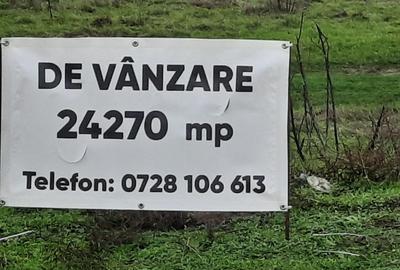 DE VÂNZARE
24270 mp
Telefon: 0728 106 613